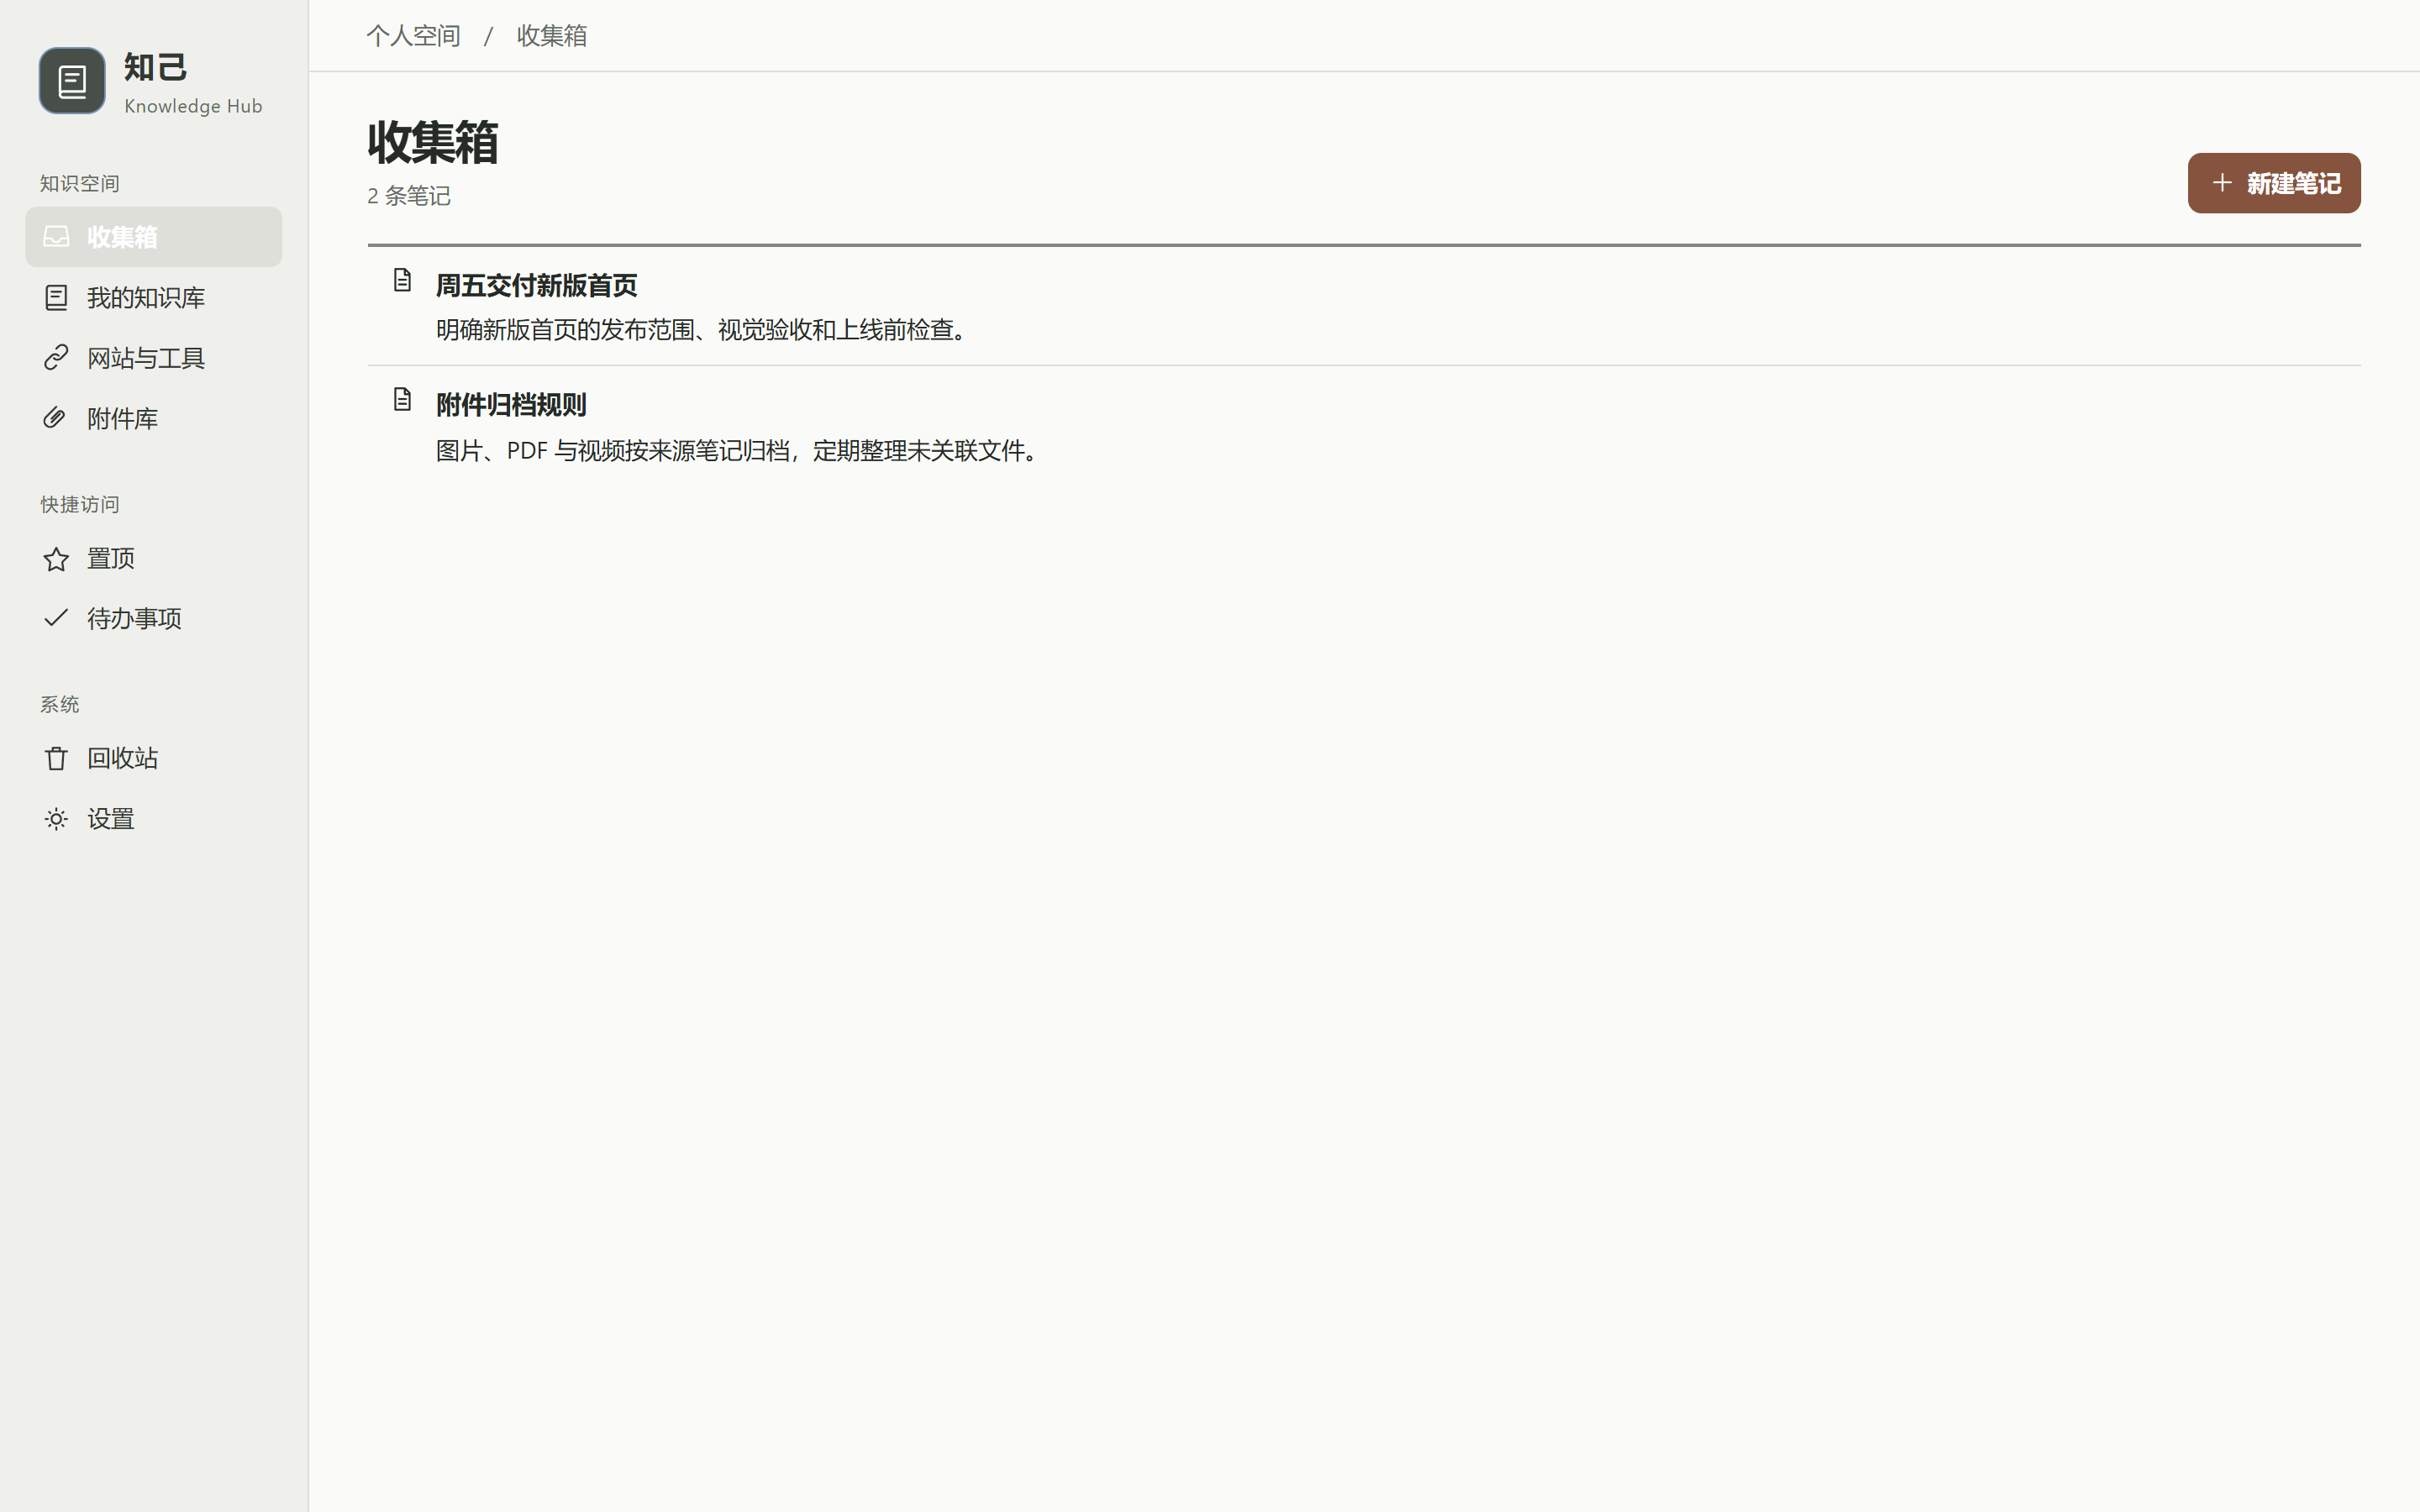 知己
Knowledge Hub
知识空间
收集箱
我的知识库
网站与工具
附件库
快捷访问
置顶
待办事项
系统
回收站
设置
个人空间 / 收集箱
收集箱
2 条笔记
新建笔记
周五交付新版首页
明确新版首页的发布范围、视觉验收和上线前检查。
附件归档规则
图片、PDF 与视频按来源笔记归档，定期整理未关联文件。